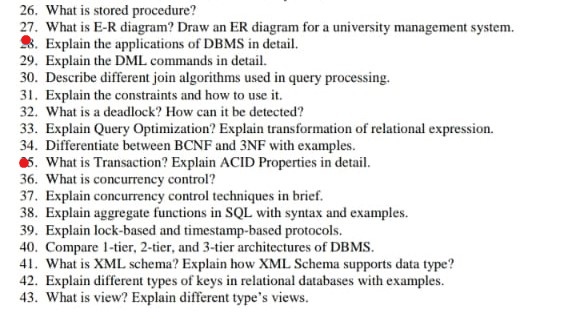 26. What is stored procedure?
27. What is E-R diagram? Draw an ER diagram for a university management system.
8. Explain the applications of DBMS in detail.
29. Explain the DML commands in detail.
30. Describe different join algorithms used in query processing.
31. Explain the constraints and how to use it.
32. What is a deadlock? How can it be detected?
33. Explain Query Optimization? Explain transformation of relational expression.
34. Differentiate between BCNF and 3NF with examples.
5. What is Transaction? Explain ACID Properties in detail.
36. What is concurrency control?
37. Explain concurrency control techniques in brief.
38. Explain aggregate functions in SQL with syntax and examples.
39. Explain lock-based and timestamp-based protocols.
40. Compare 1-tier, 2-tier, and 3-tier architectures of DBMS.
41. What is XML schema? Explain how XML Schema supports data type?
42. Explain different types of keys in relational databases with examples.
43. What is view? Explain different type's views.